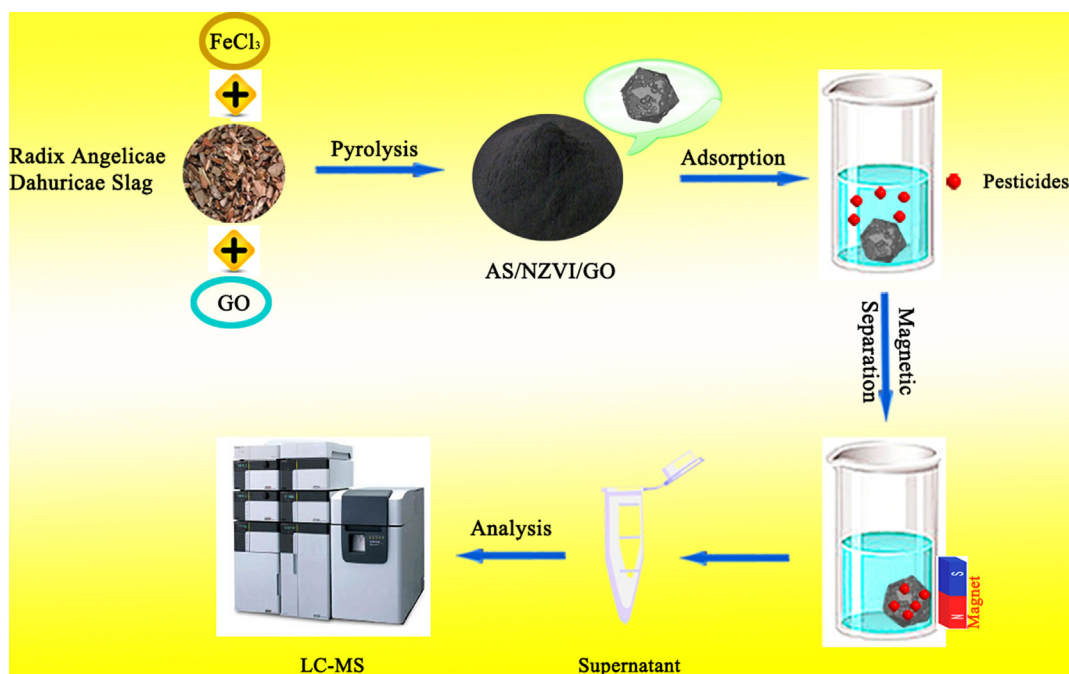 FeCl₃
Radix Angelicae
Dahuricae Slag
GO
Pyrolysis
AS/NZVI/GO
Adsorption
Pesticides
Magnetic
Separation
S
N
Magnet
Supernatant
Analysis
LC-MS